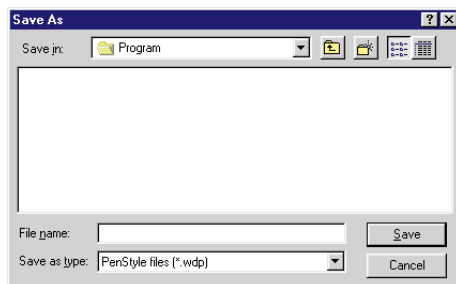 Save As
Save in: Program
File name:
Save
Save as type: PenStyle files (*.wdp)
Cancel